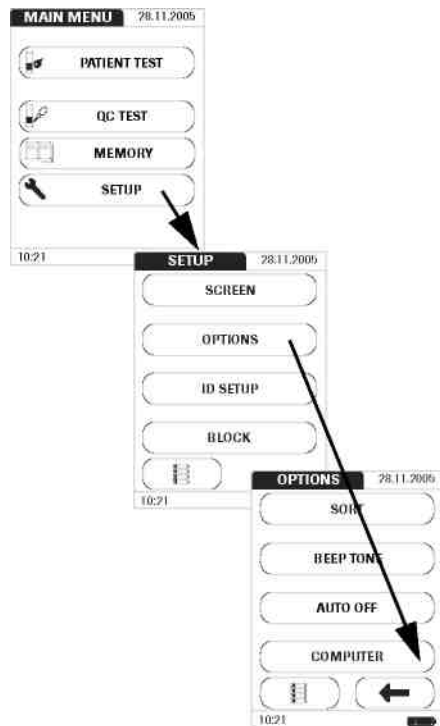 MAIN MENU 28.11.2005
PATIENT TEST
QC TEST
MEMORY
SETUP
10:21
SETUP 28.11.2005
SCREEN
OPTIONS
ID SETUP
BLOCK
10:21
OPTIONS 28.11.2005
SORT
BEEP TONE
AUTO OFF
COMPUTER
10:21